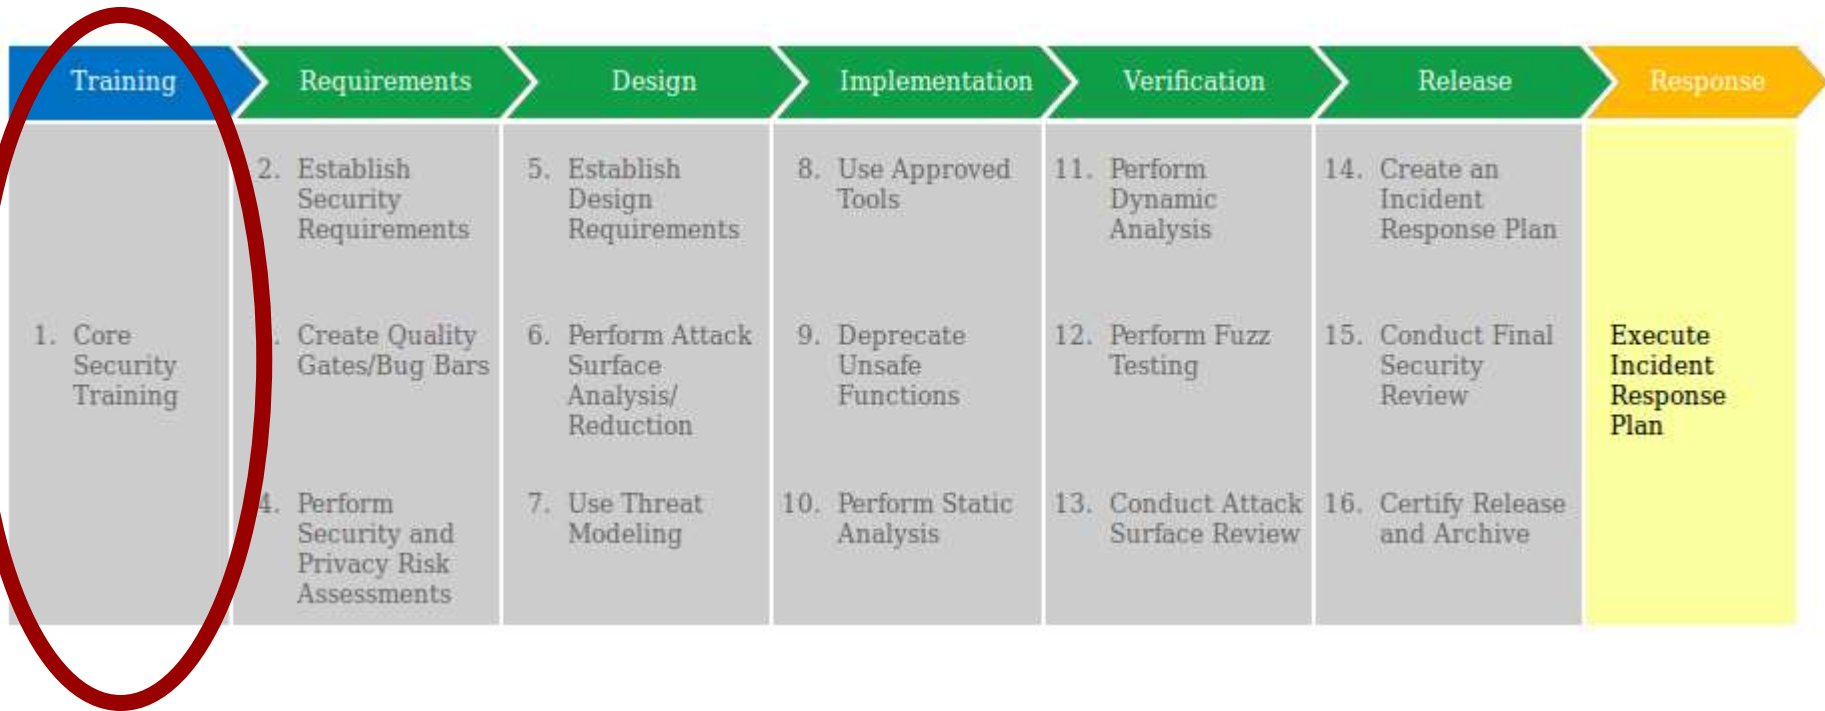 Training
Requirements
Design
Implementation
Verification
Release
Response
1. Core
Security
Training
2. Establish
Security
Requirements
. Create Quality
Gates/Bug Bars
4. Perform
Security and
Privacy Risk
Assessments
5. Establish
Design
Requirements
6. Perform Attack
Surface
Analysis/
Reduction
7. Use Threat
Modeling
8. Use Approved
Tools
9. Deprecate
Unsafe
Functions
10. Perform Static
Analysis
11. Perform
Dynamic
Analysis
12. Perform Fuzz
Testing
13. Conduct Attack
Surface Review
14. Create an
Incident
Response Plan
15. Conduct Final
Security
Review
16. Certify Release
and Archive
Execute
Incident
Response
Plan